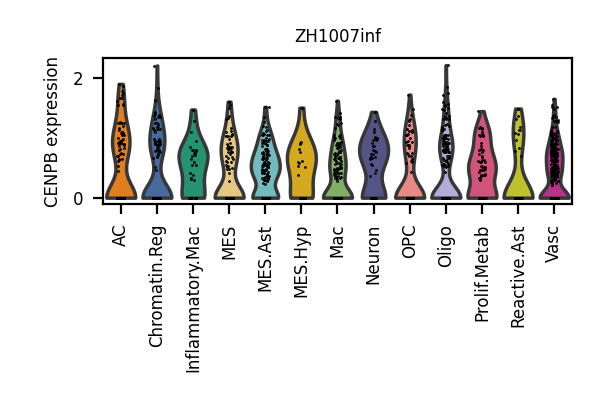 ZH1007inf
CENPB expression
2
0
AC
Chromatin.Reg
Inflammatory.Mac
MES
MES.Ast
MES.Hyp
Mac
Neuron
OPC
Oligo
Prolif.Metab
Reactive.Ast
Vasc